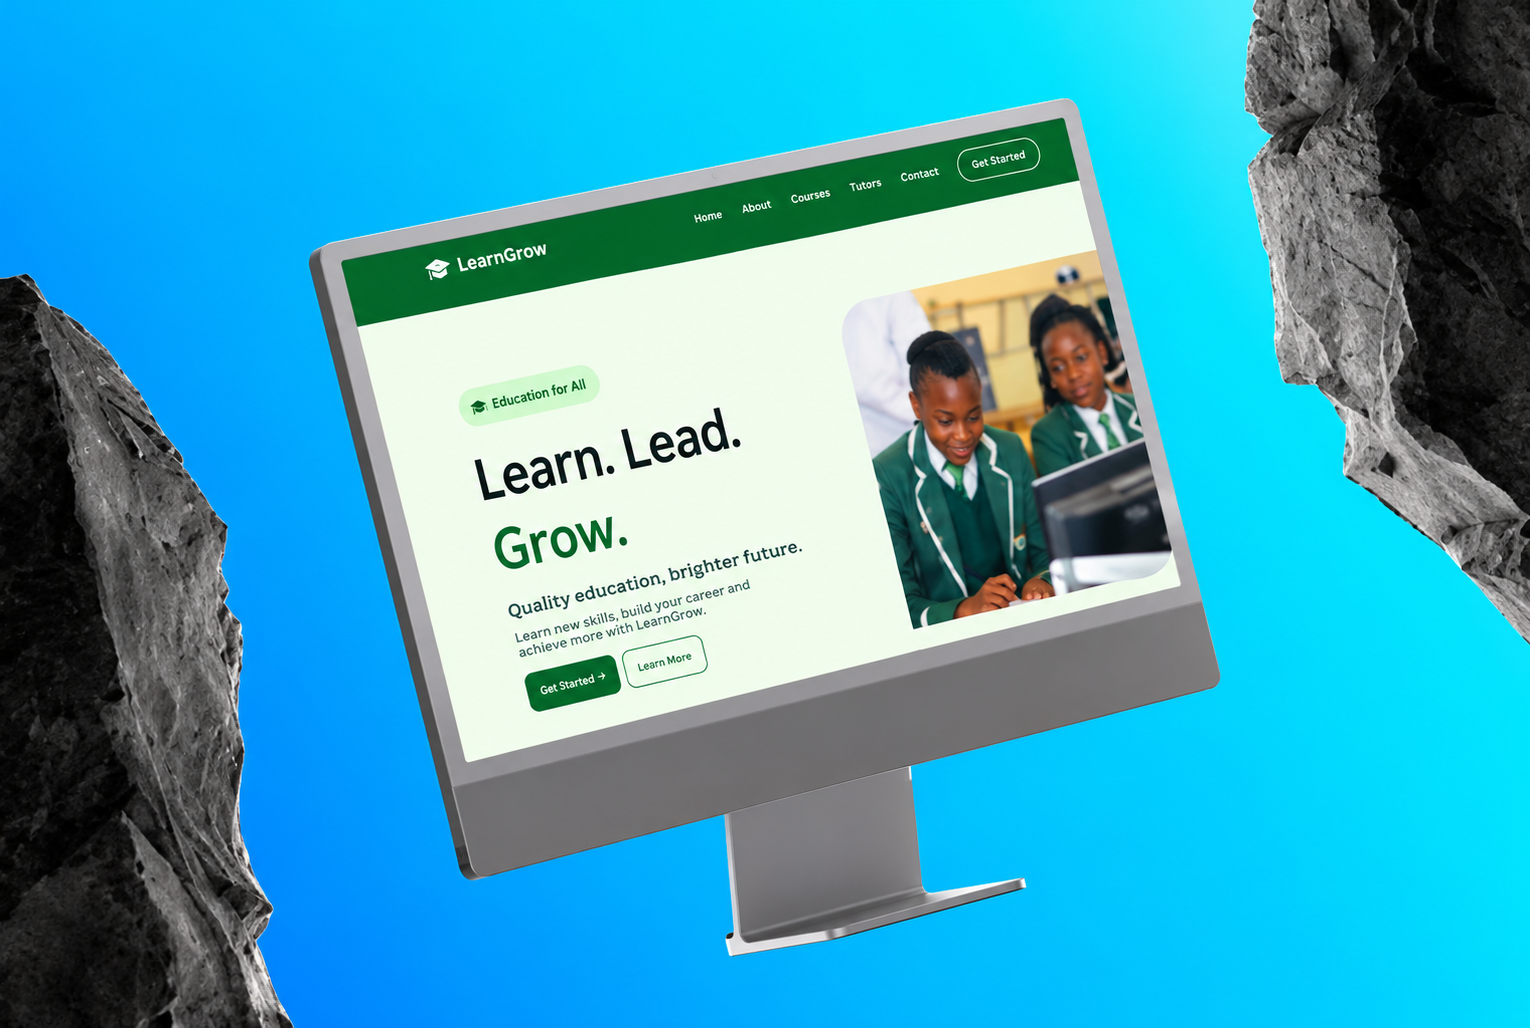 LearnGrow
Home About Courses Tutors Contact Get Started
Education for All
Learn. Lead.
Grow.
Quality education, brighter future.
Learn new skills, build your career and
achieve more with LearnGrow.
Get Started → Learn More